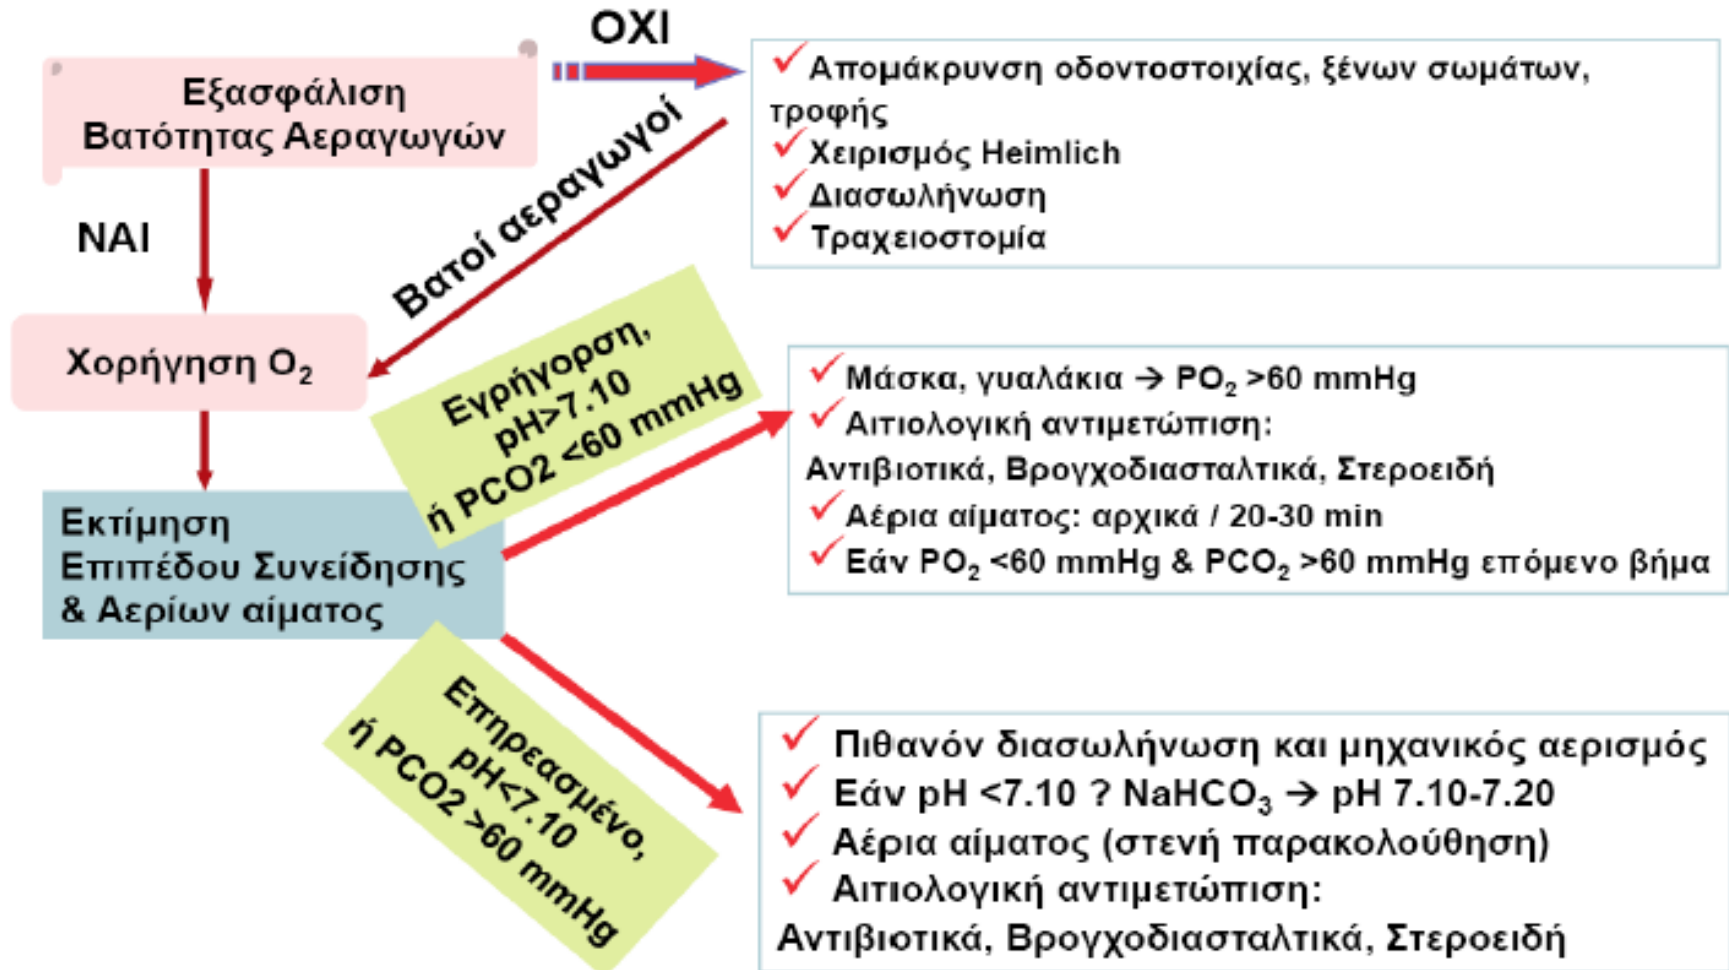 ΟΧΙ
Εξασφάλιση
Βατότητας Αεραγωγών
✓ Απομάκρυνση οδοντοστοιχίας, ξένων σωμάτων,
τροφής
✓ Χειρισμός Heimlich
✓ Διασωλήνωση
✓ Τραχειοστομία
ΝΑΙ
Βατοί αεραγωγοί
Χορήγηση O₂
Εγρήγορση,
pH>7.10
ή PCO2 <60 mmHg
✓ Μάσκα, γυαλάκια → PO₂ >60 mmHg
✓ Αιτιολογική αντιμετώπιση:
Αντιβιοτικά, Βρογχοδιασταλτικά, Στεροειδή
✓ Αέρια αίματος: αρχικά / 20-30 min
✓ Εάν PO₂ <60 mmHg & PCO₂ >60 mmHg επόμενο βήμα
Εκτίμηση
Επιπέδου Συνείδησης
& Αερίων αίματος
Επηρεασμένο,
pH<7.10
ή PCO2 >60 mmHg
✓ Πιθανόν διασωλήνωση και μηχανικός αερισμός
✓ Εάν pH <7.10 ? NaHCO₃ → pH 7.10-7.20
✓ Αέρια αίματος (στενή παρακολούθηση)
✓ Αιτιολογική αντιμετώπιση:
Αντιβιοτικά, Βρογχοδιασταλτικά, Στεροειδή